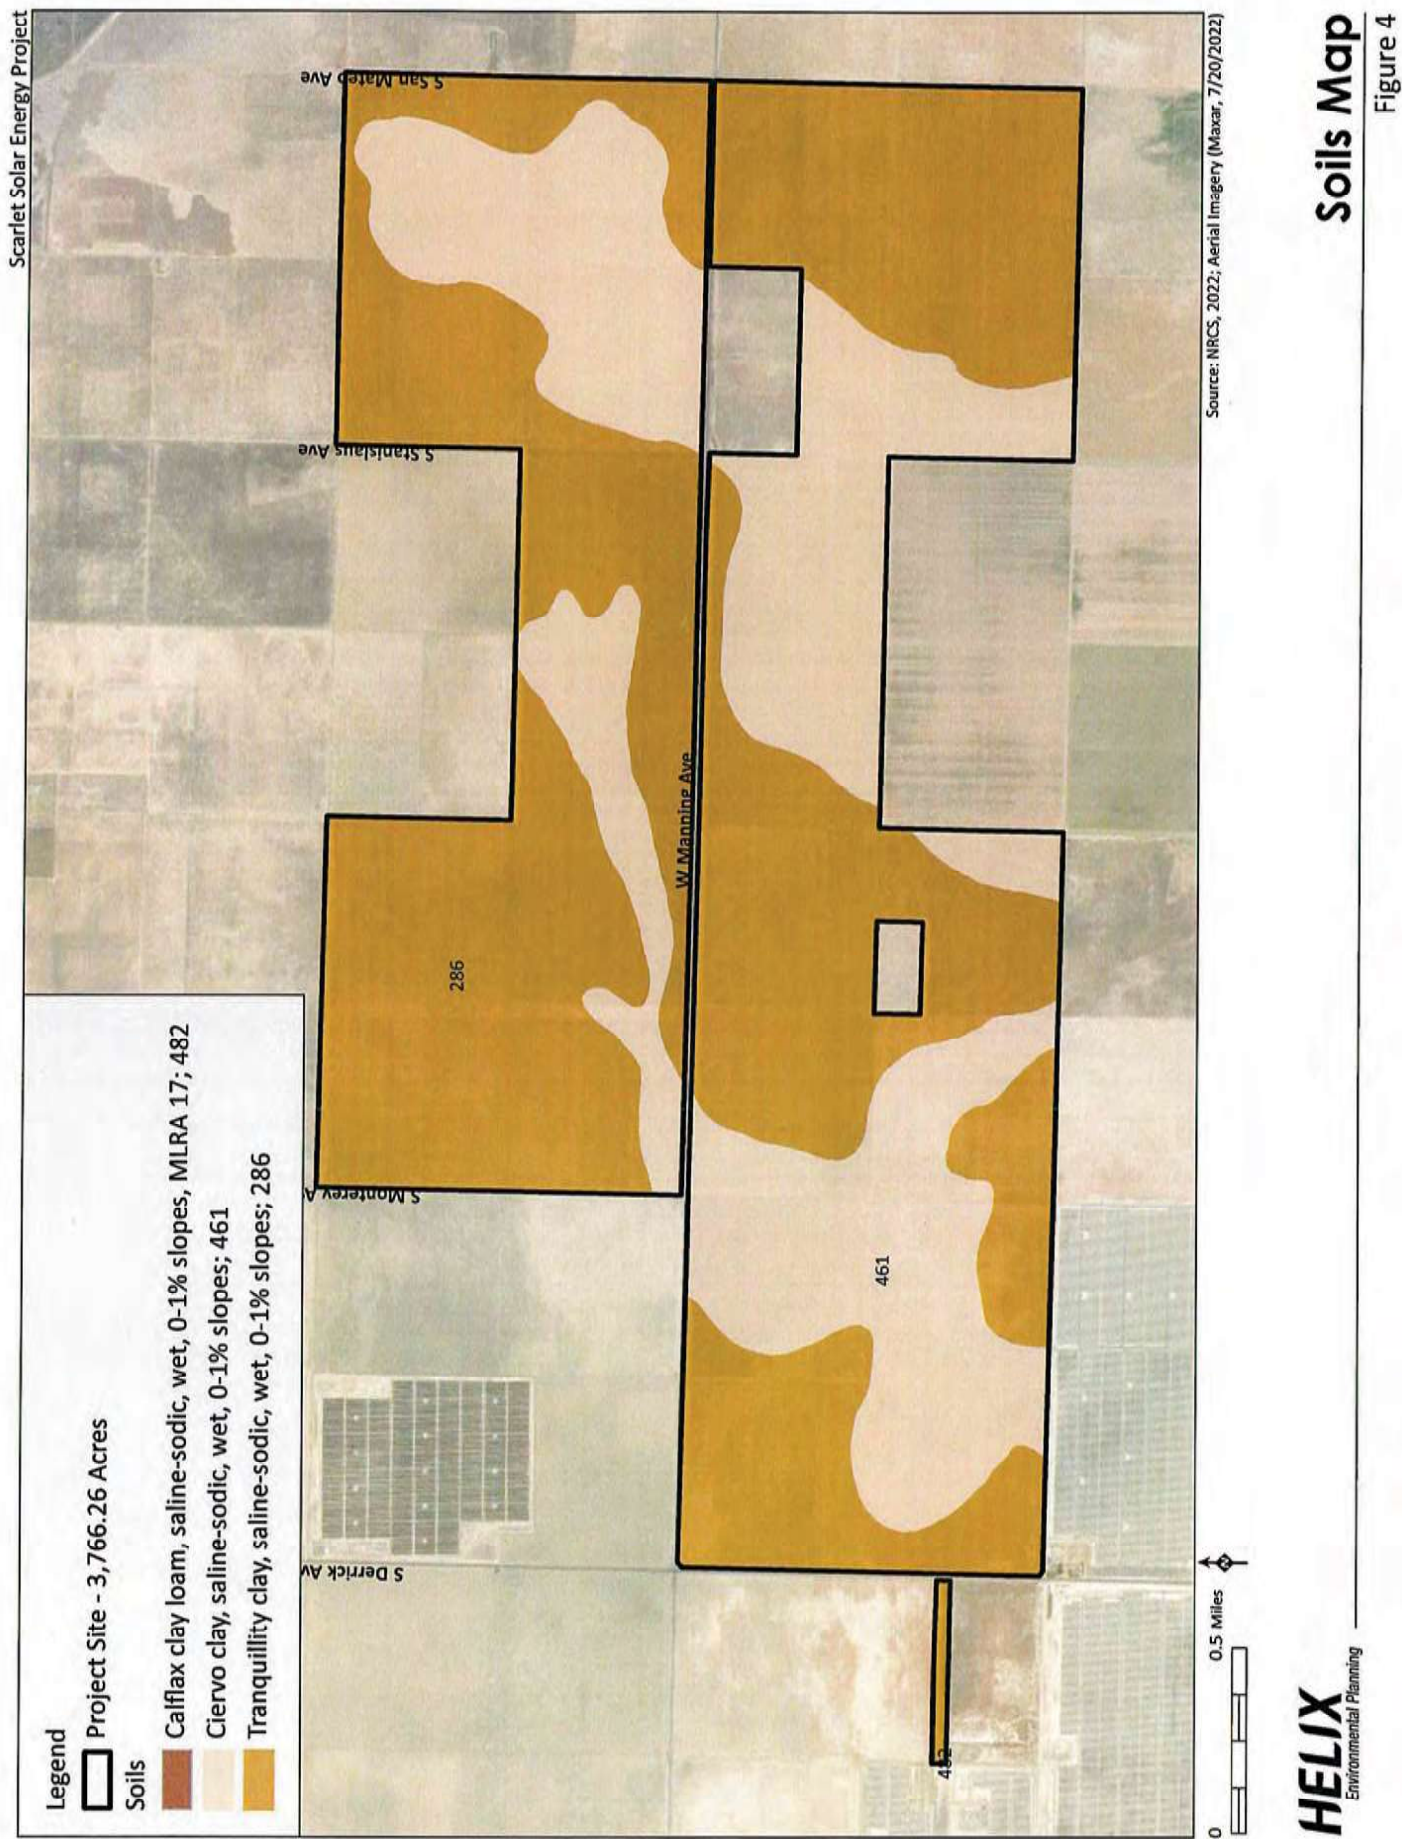 Scarlet Solar Energy Project
Legend
Project Site - 3,766.26 Acres
Soils
Calflax clay loam, saline-sodic, wet, 0-1% slopes, MLRA 17; 482
Ciervo clay, saline-sodic, wet, 0-1% slopes; 461
Tranquillity clay, saline-sodic, wet, 0-1% slopes; 286
S Derrick Av
S Monterey A
S Stanislaus Ave
S San Mateo Ave
286
W Manning Ave
461
482
0
0.5 Miles
N
Source: NRCS, 2022; Aerial Imagery (Maxar, 7/20/2022)
HELIX
Environmental Planning
Soils Map
Figure 4